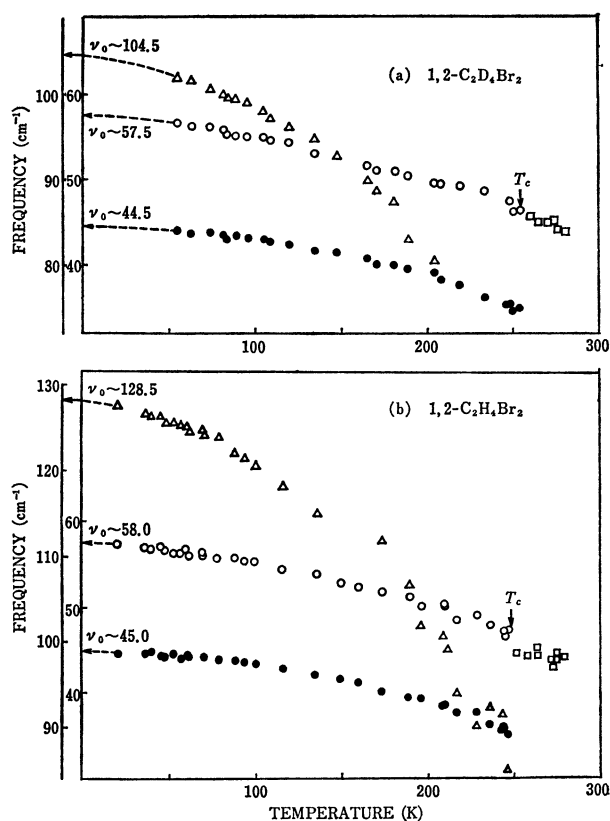 ν₀~104.5
(a) 1,2-C₂D₄Br₂
100 60
ν₀~57.5
FREQUENCY (cm⁻¹)
90 50
T_c
ν₀~44.5
80 40
100
200
300
130
ν₀~128.5
(b) 1,2-C₂H₄Br₂
120
60
ν₀~58.0
FREQUENCY (cm⁻¹)
110
T_c
50
100
ν₀~45.0
40
90
0
100
200
300
TEMPERATURE (K)